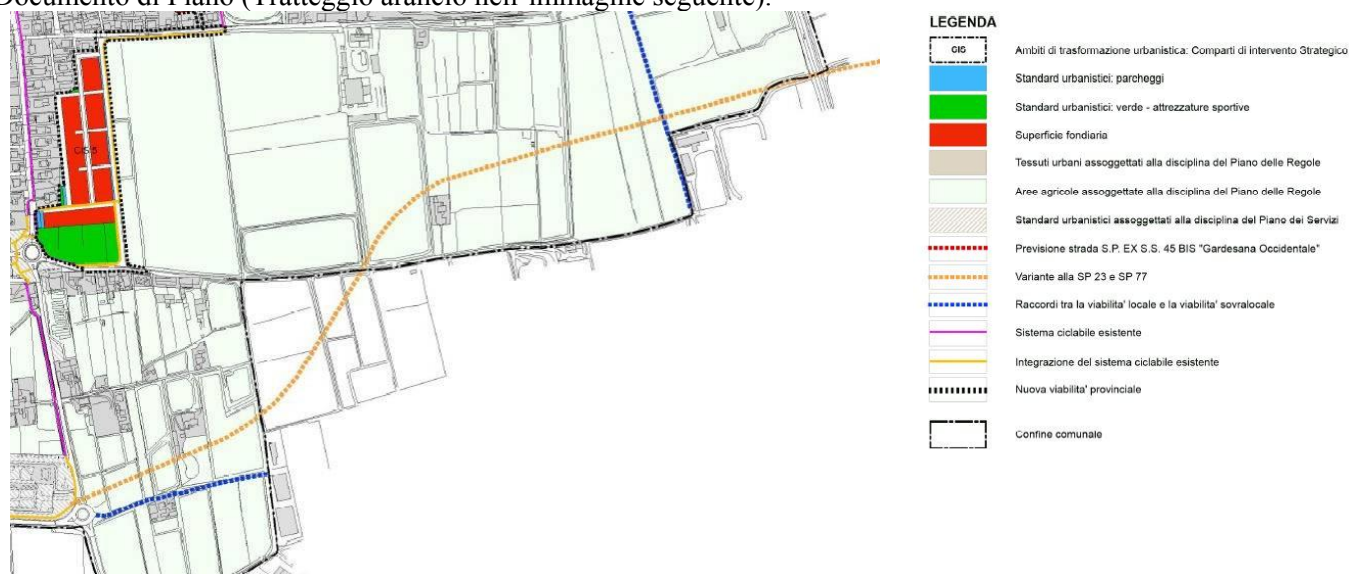 Documento di Piano (Tratteggio arancio nell'immagine seguente).
LEGENDA
CIS
Ambiti di trasformazione urbanistica: Comparti di intervento Strategico
Standard urbanistici: parcheggi
Standard urbanistici: verde - attrezzature sportive
Superficie fondiaria
Tessuti urbani assoggettati alla disciplina del Piano delle Regole
Aree agricole assoggettate alla disciplina del Piano delle Regole
Standard urbanistici assoggettati alla disciplina del Piano dei Servizi
Previsione strada S.P. EX S.S. 45 BIS "Gardesana Occidentale"
Variante alla SP 23 e SP 77
Raccordi tra la viabilita' locale e la viabilita' sovralocale
Sistema ciclabile esistente
Integrazione del sistema ciclabile esistente
Nuova viabilita' provinciale
Confine comunale